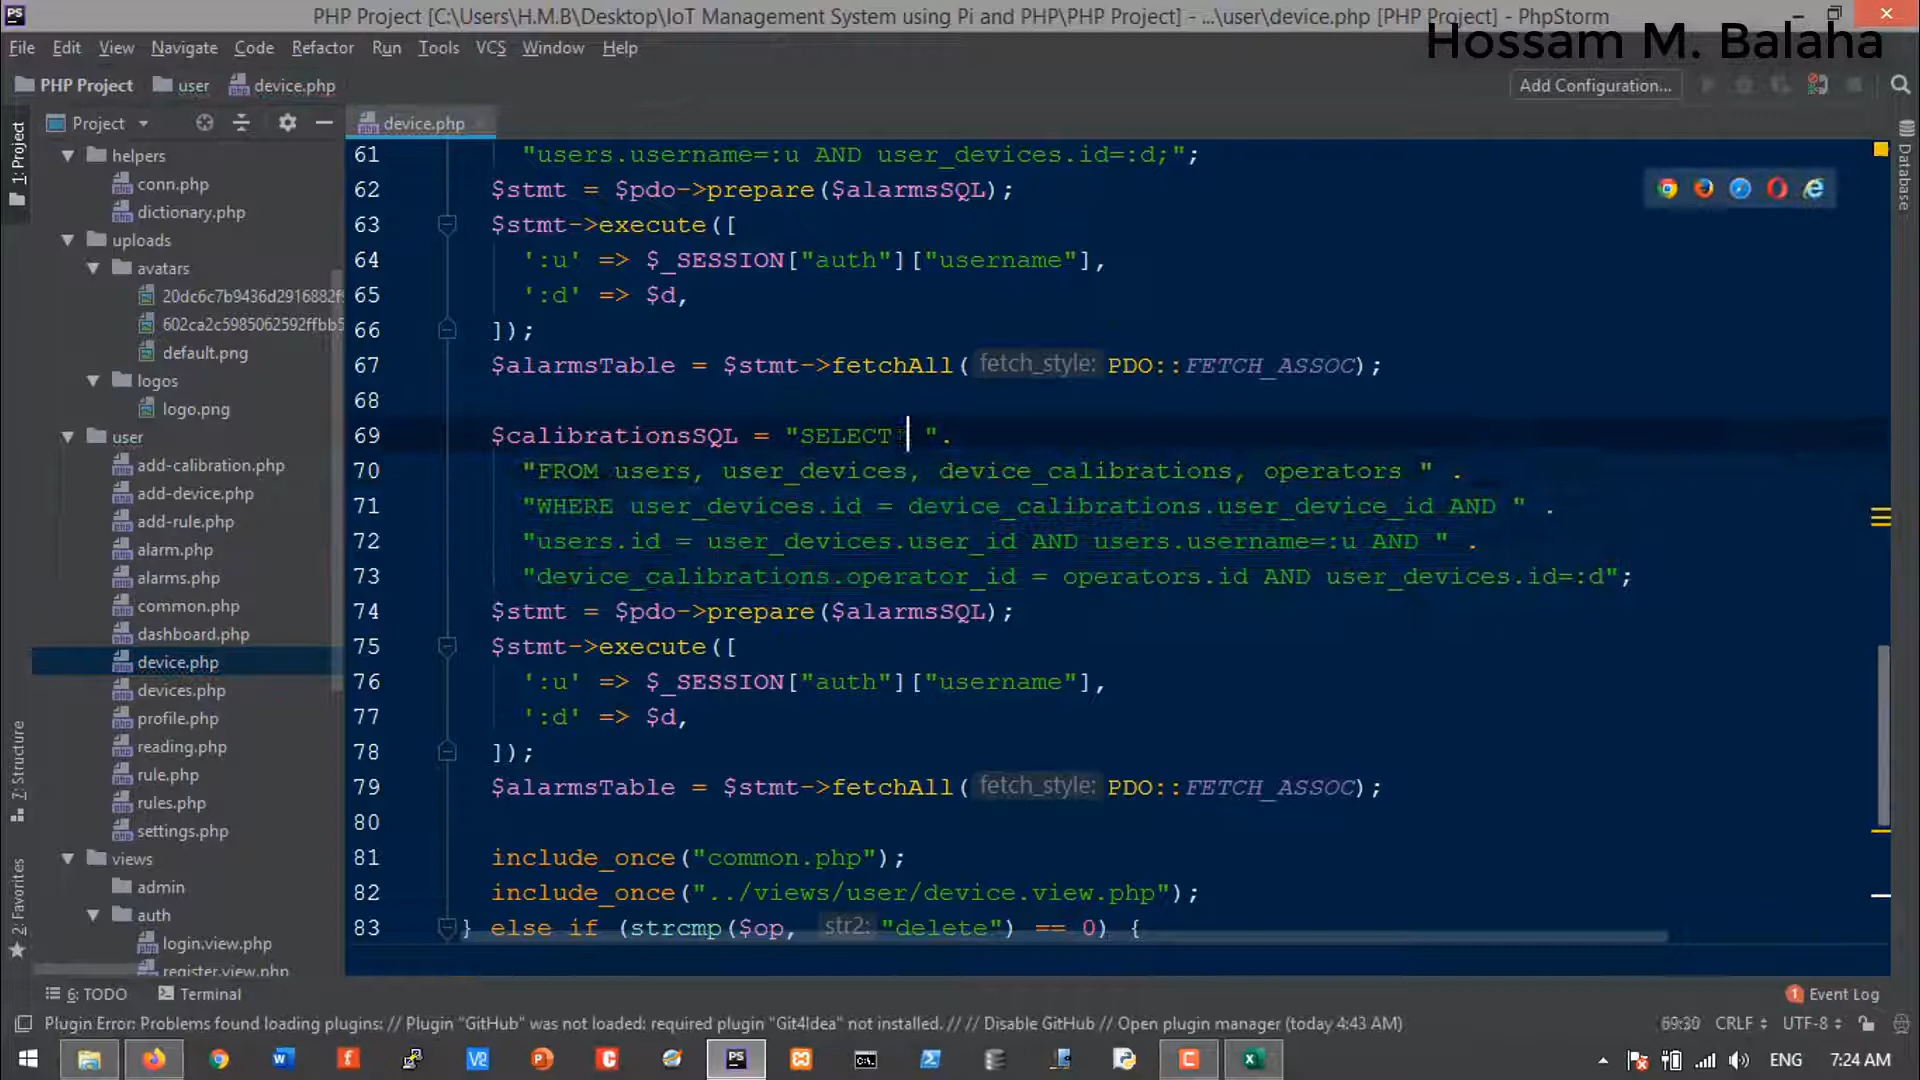 PHP Project [C:\Users\H.M.B\Desktop\IoT Management System using Pi and PHP\PHP Project] - ...\user\device.php [PHP Project] - PhpStorm
Hossam M. Balaha
File Edit View Navigate Code Refactor Run Tools VCS Window Help
PHP Project user device.php Add Configuration...
Project
device.php
1: Project
Database
7: Structure
2: Favorites
helpers
conn.php
dictionary.php
uploads
avatars
20dc6c7b9436d2916882f
602ca2c5985062592ffbb5
default.png
logos
logo.png
user
add-calibration.php
add-device.php
add-rule.php
alarm.php
alarms.php
common.php
dashboard.php
device.php
devices.php
profile.php
reading.php
rule.php
rules.php
settings.php
views
admin
auth
login.view.php
register.view.php
61 "users.username=:u AND user_devices.id=:d;";
62 $stmt = $pdo->prepare($alarmsSQL);
63 $stmt->execute([
64 ':u' => $_SESSION["auth"]["username"],
65 ':d' => $d,
66 ]);
67 $alarmsTable = $stmt->fetchAll( fetch_style: PDO::FETCH_ASSOC);
68
69 $calibrationsSQL = "SELECT  ".
70 "FROM users, user_devices, device_calibrations, operators " .
71 "WHERE user_devices.id = device_calibrations.user_device_id AND " .
72 "users.id = user_devices.user_id AND users.username=:u AND " .
73 "device_calibrations.operator_id = operators.id AND user_devices.id=:d";
74 $stmt = $pdo->prepare($alarmsSQL);
75 $stmt->execute([
76 ':u' => $_SESSION["auth"]["username"],
77 ':d' => $d,
78 ]);
79 $alarmsTable = $stmt->fetchAll( fetch_style: PDO::FETCH_ASSOC);
80
81 include_once("common.php");
82 include_once("../views/user/device.view.php");
83 } else if (strcmp($op, str2: "delete") == 0) {
6: TODO Terminal 1 Event Log
Plugin Error: Problems found loading plugins: // Plugin "GitHub" was not loaded: required plugin "Git4Idea" not installed. // // Disable GitHub // Open plugin manager (today 4:43 AM) 69:30 CRLF UTF-8
ENG 7:24 AM